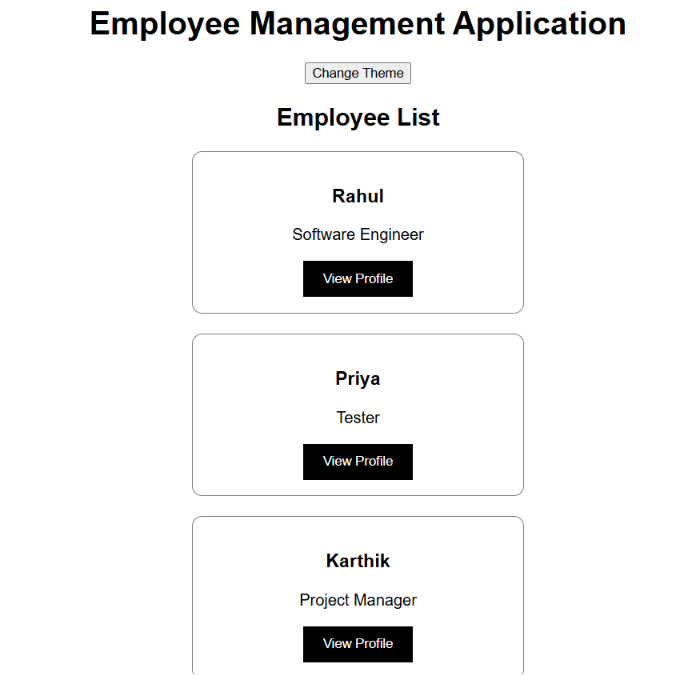 Employee Management Application
Change Theme
Employee List
Rahul
Software Engineer
View Profile
Priya
Tester
View Profile
Karthik
Project Manager
View Profile